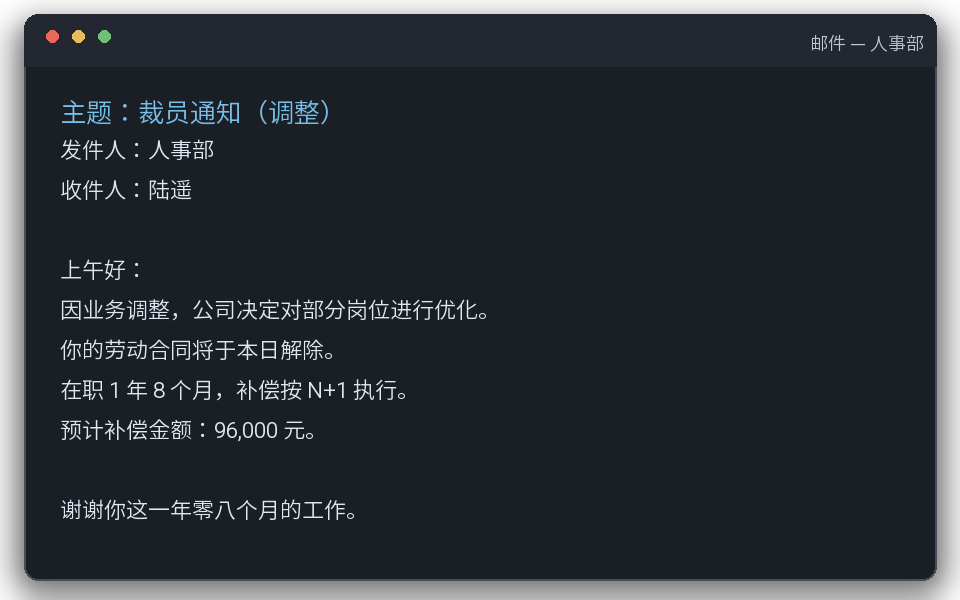 邮件 — 人事部
主题：裁员通知（调整）
发件人：人事部
收件人：陆遥
上午好：
因业务调整，公司决定对部分岗位进行优化。
你的劳动合同将于本日解除。
在职 1 年 8 个月，补偿按 N+1 执行。
预计补偿金额：96,000 元。
谢谢你这一年零八个月的工作。